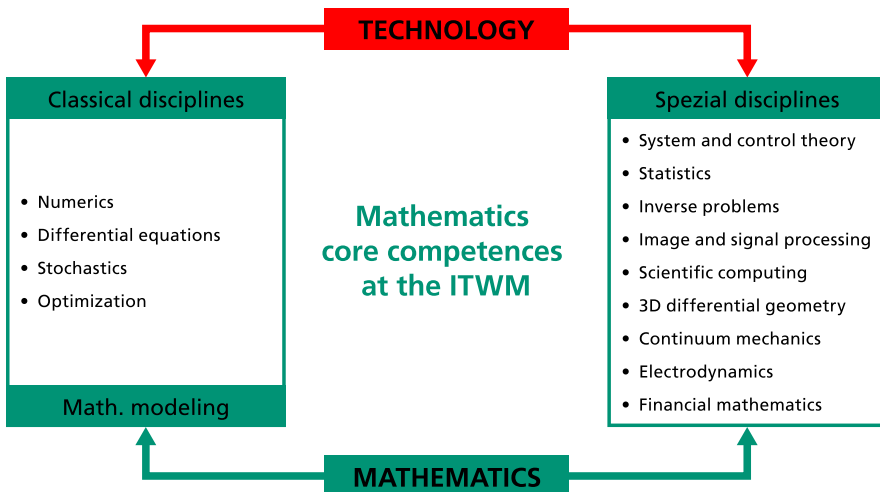 TECHNOLOGY
Classical disciplines
• Numerics
• Differential equations
• Stochastics
• Optimization
Math. modeling
Mathematics
core competences
at the ITWM
Spezial disciplines
• System and control theory
• Statistics
• Inverse problems
• Image and signal processing
• Scientific computing
• 3D differential geometry
• Continuum mechanics
• Electrodynamics
• Financial mathematics
MATHEMATICS